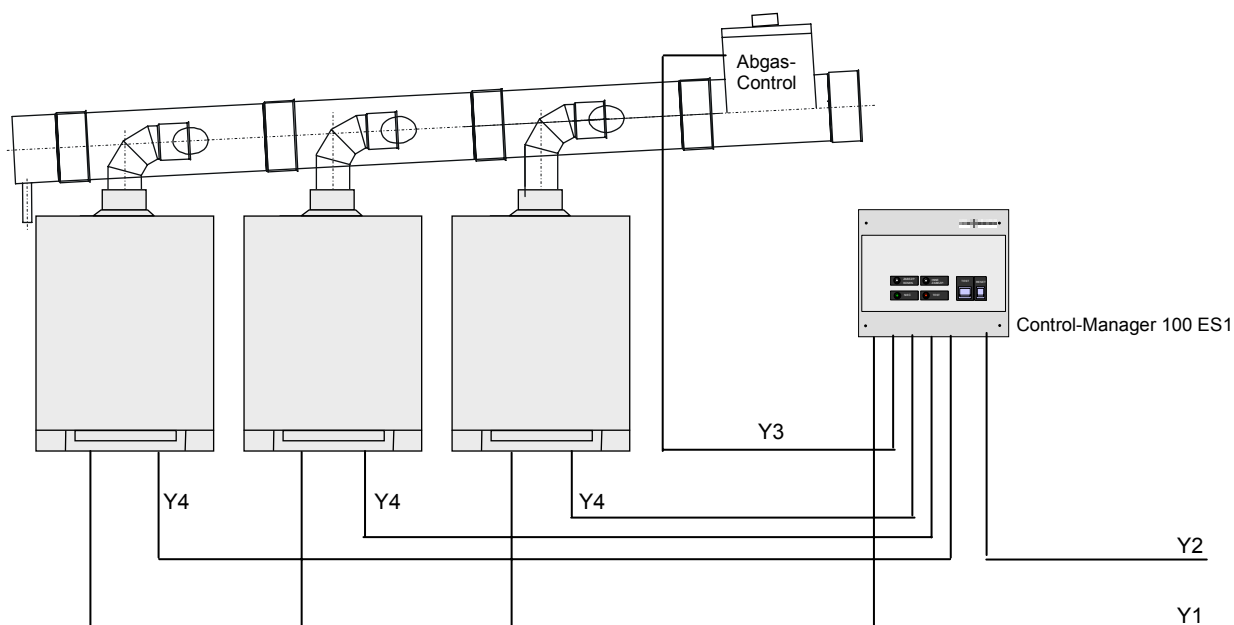 Abgas-
Control
Control-Manager 100 ES1
Y3
Y4
Y4
Y4
Y2
Y1